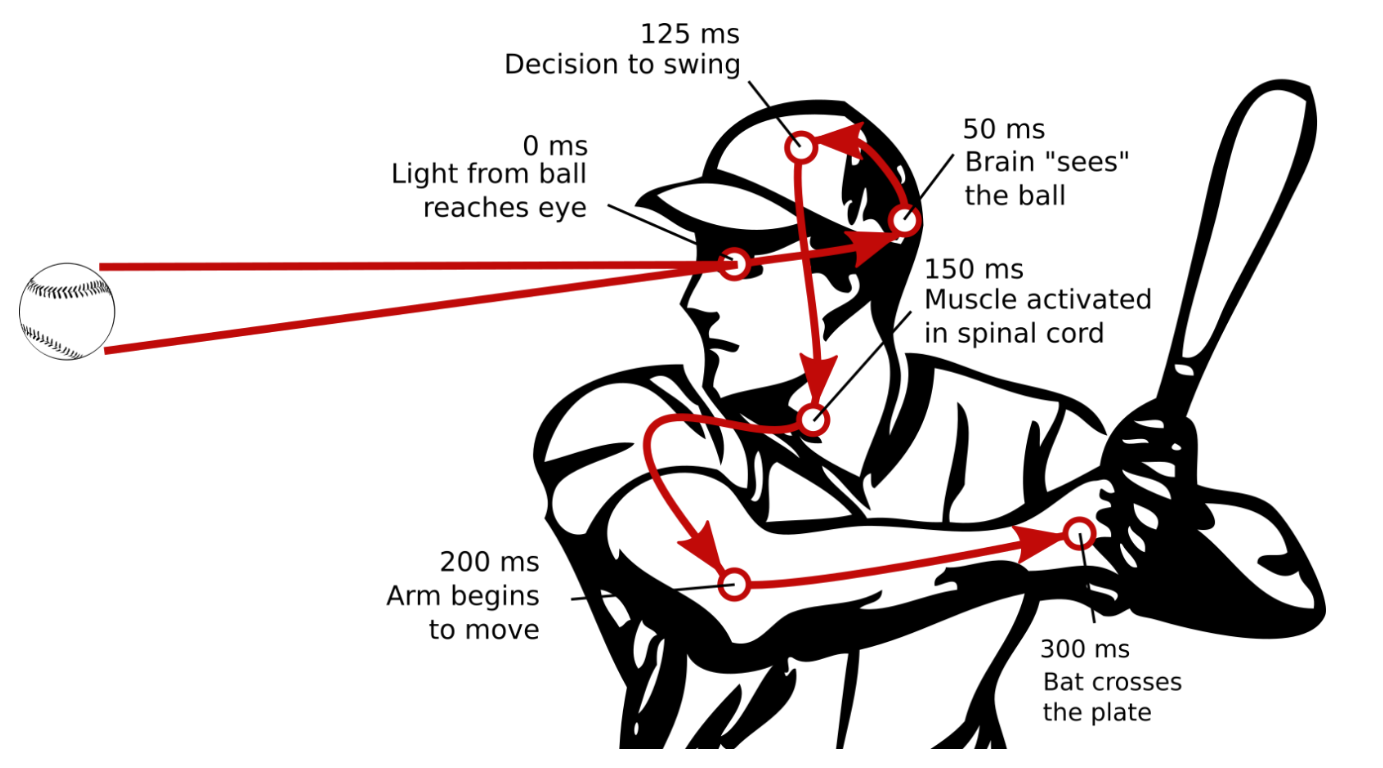 125 ms
Decision to swing
0 ms
Light from ball
reaches eye
50 ms
Brain "sees"
the ball
150 ms
Muscle activated
in spinal cord
200 ms
Arm begins
to move
300 ms
Bat crosses
the plate